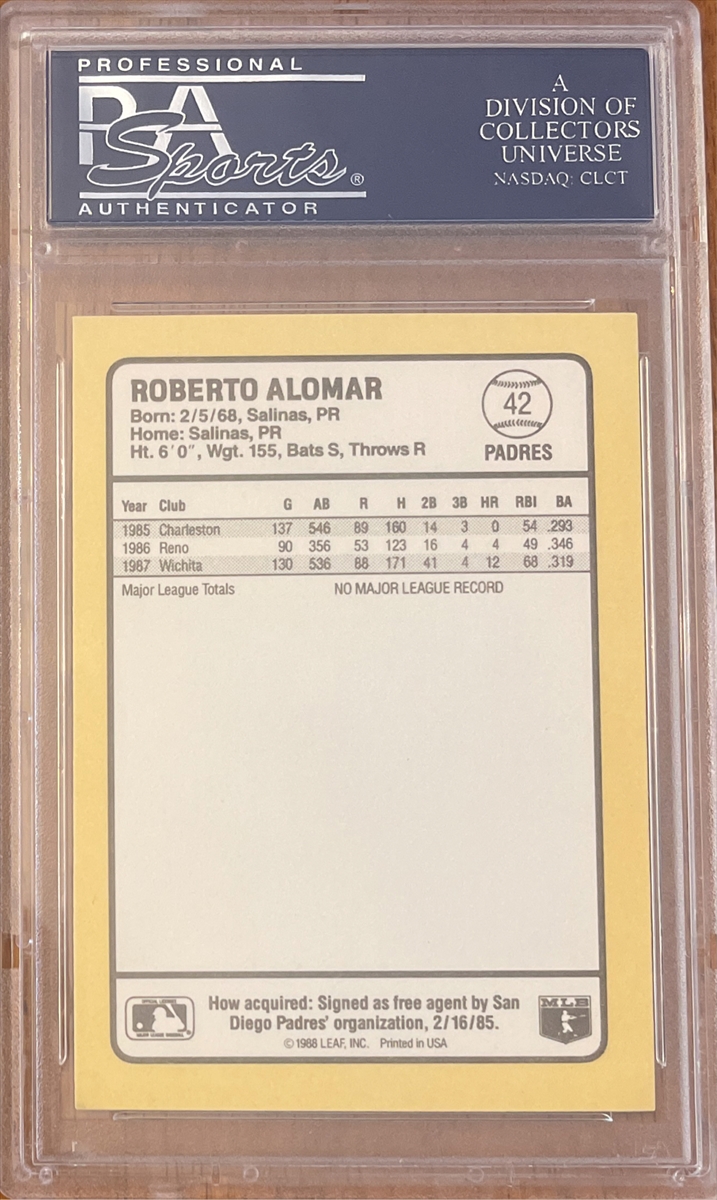 PROFESSIONAL
PSA
Sports®
AUTHENTICATOR
A
DIVISION OF
COLLECTORS
UNIVERSE
NASDAQ: CLCT
ROBERTO ALOMAR
Born: 2/5/68, Salinas, PR
Home: Salinas, PR
Ht. 6'0", Wgt. 155, Bats S, Throws R
42
PADRES
Year Club G AB R H 2B 3B HR RBI BA
1985 Charleston 137 546 89 160 14 3 0 54 .293
1986 Reno 90 356 53 123 16 4 4 49 .346
1987 Wichita 130 536 88 171 41 4 12 68 .319
Major League Totals NO MAJOR LEAGUE RECORD
How acquired: Signed as free agent by San
Diego Padres' organization, 2/16/85.
© 1988 LEAF, INC. Printed in USA
MLB